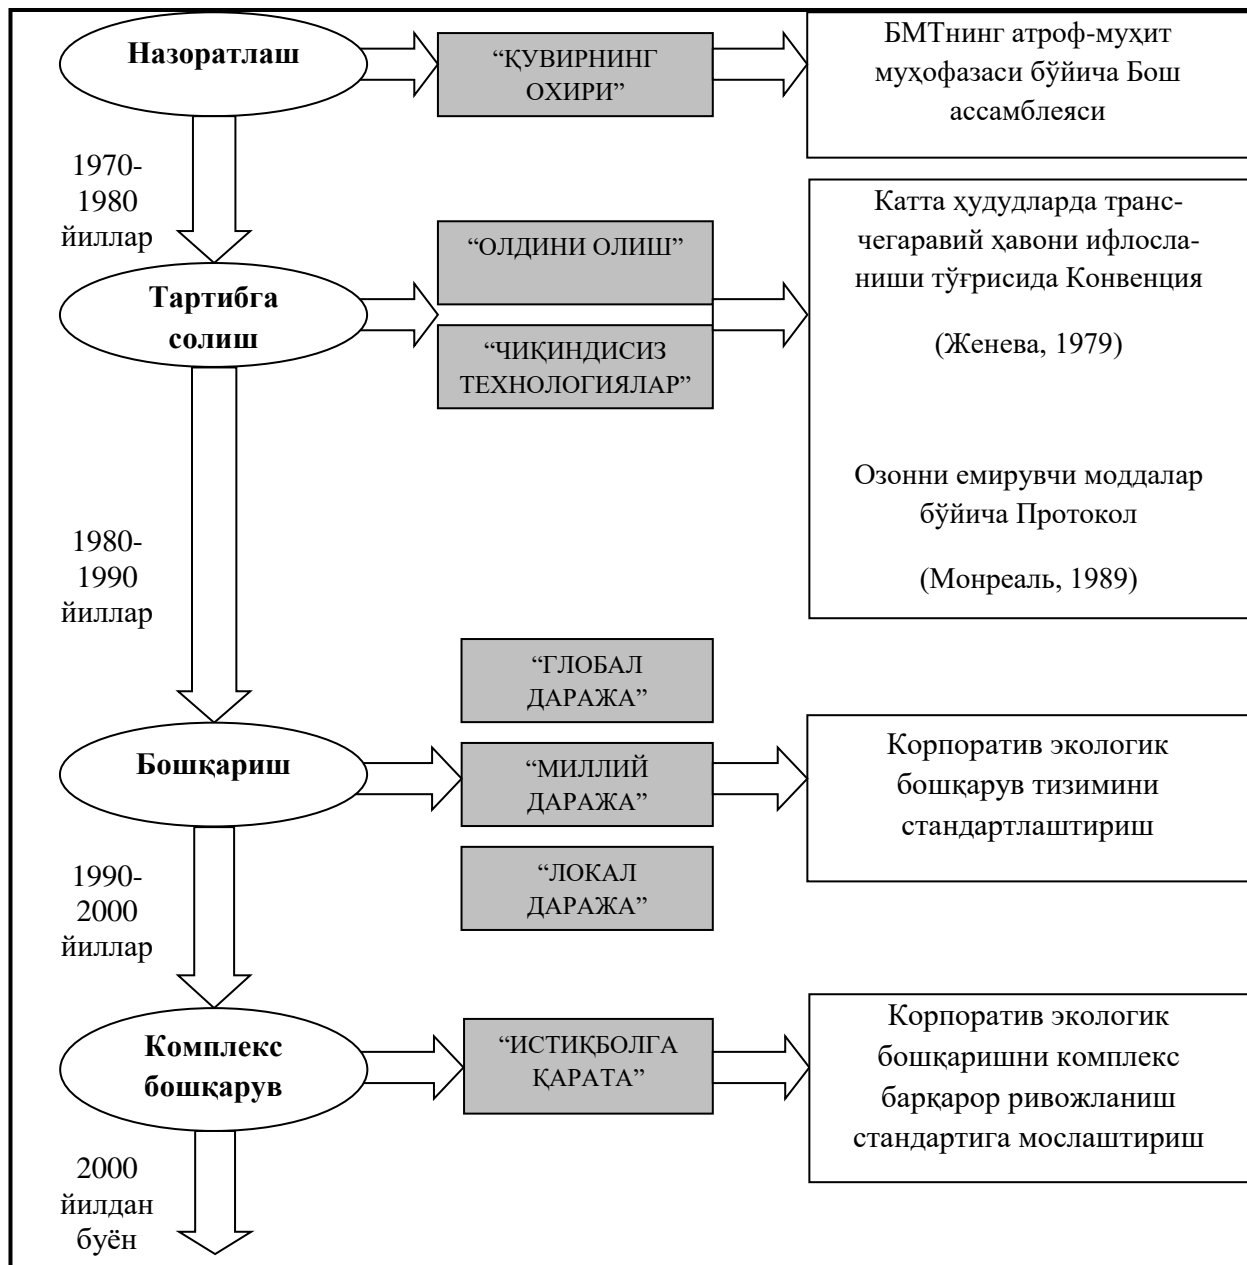 Назоратлаш
“ҚУВИРНИНГ
ОХИРИ”
БМТнинг атроф-муҳит
муҳофазаси бўйича Бош
ассамблеяси
1970-
1980
йиллар
Тартибга
солиш
“ОЛДИНИ ОЛИШ”
“ЧИҚИНДИСИЗ
ТЕХНОЛОГИЯЛАР”
Катта ҳудудларда транс-
чегаравий ҳавони ифлосла-
ниши тўғрисида Конвенция
(Женева, 1979)
Озонни емирувчи моддалар
бўйича Протокол
(Монреаль, 1989)
1980-
1990
йиллар
Бошқариш
“ГЛОБАЛ
ДАРАЖА”
“МИЛЛИЙ
ДАРАЖА”
“ЛОКАЛ
ДАРАЖА”
Корпоратив экологик
бошқарув тизимини
стандартлаштириш
1990-
2000
йиллар
Комплекс
бошқарув
“ИСТИҚБОЛГА
ҚАРАТА”
Корпоратив экологик
бошқаришни комплекс
барқарор ривожланиш
стандартига мослаштириш
2000
йилдан
буён